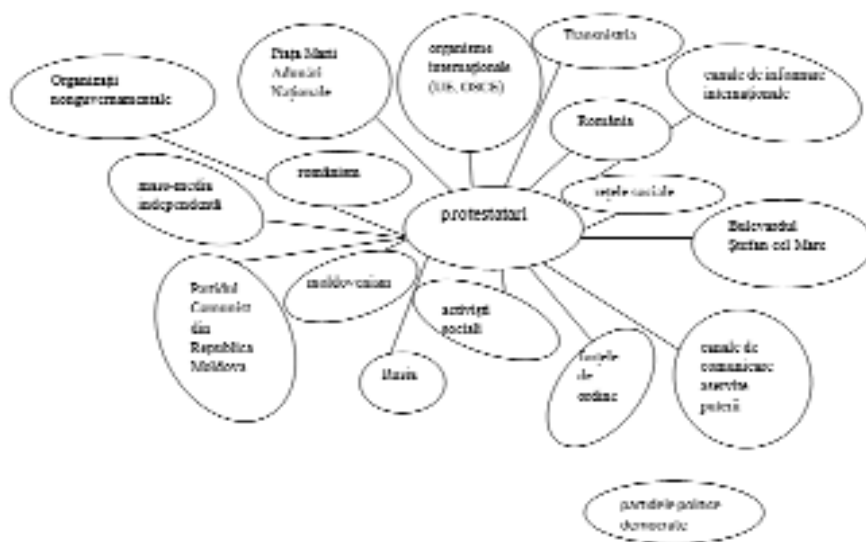 Transnistria
Piața Marii
Adunări
Naționale
organisme
internaționale
(UE, OSCE)
canale de informare
internaționale
Organizații
nonguvernamentale
România
românism
mass-media
independentă
rețele sociale
protestatari
Bulevardul
Ștefan cel Mare
moldovenism
Partidul
Comunist
din
Republica
Moldova
activiști
sociali
Rusia
forțele
de
ordine
canale de
comunicare
aservite
puterii
partidele politice
democrate